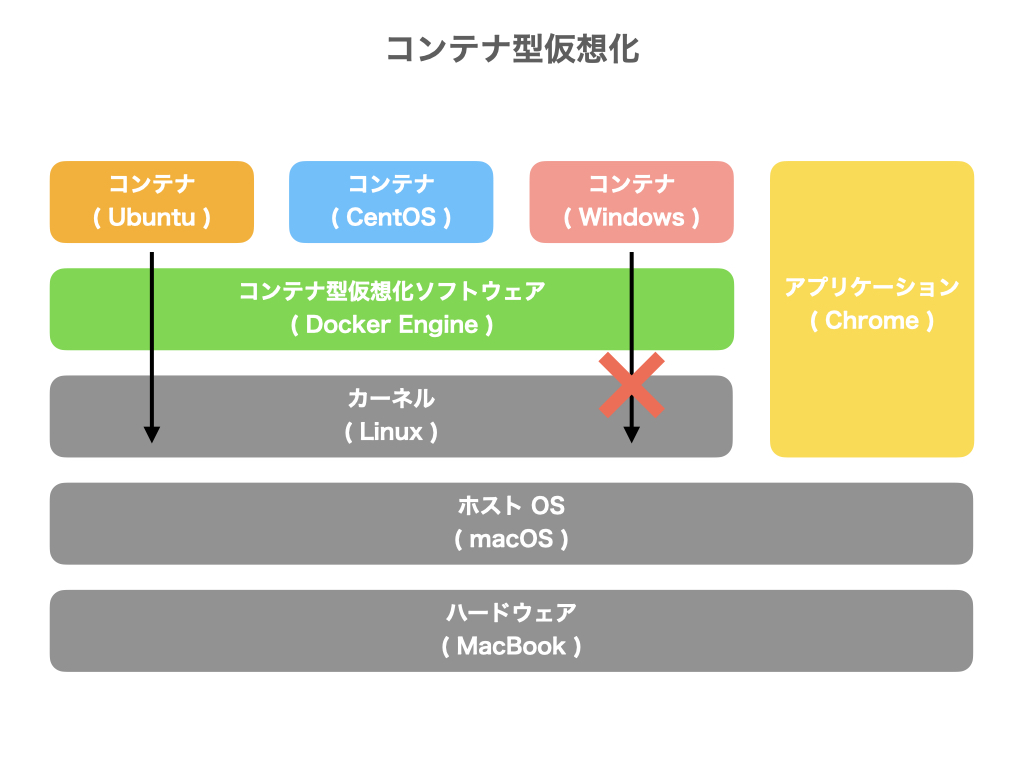 コンテナ型仮想化
コンテナ
( Ubuntu )
コンテナ
( CentOS )
コンテナ
( Windows )
アプリケーション
( Chrome )
コンテナ型仮想化ソフトウェア
( Docker Engine )
カーネル
( Linux )
ホスト OS
( macOS )
ハードウェア
( MacBook )